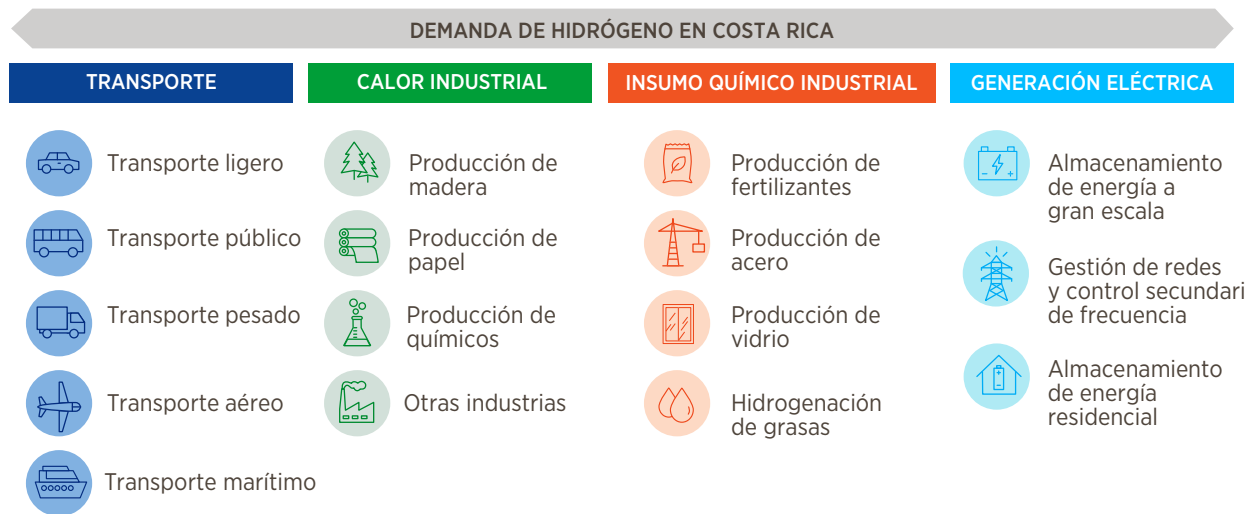 DEMANDA DE HIDRÓGENO EN COSTA RICA
TRANSPORTE
Transporte ligero
Transporte público
Transporte pesado
Transporte aéreo
Transporte marítimo
CALOR INDUSTRIAL
Producción de
madera
Producción de
papel
Producción de
químicos
Otras industrias
INSUMO QUÍMICO INDUSTRIAL
Producción de
fertilizantes
Producción de
acero
Producción de
vidrio
Hidrogenación
de grasas
GENERACIÓN ELÉCTRICA
Almacenamiento
de energía a
gran escala
Gestión de redes
y control secundari
de frecuencia
Almacenamiento
de energía
residencial